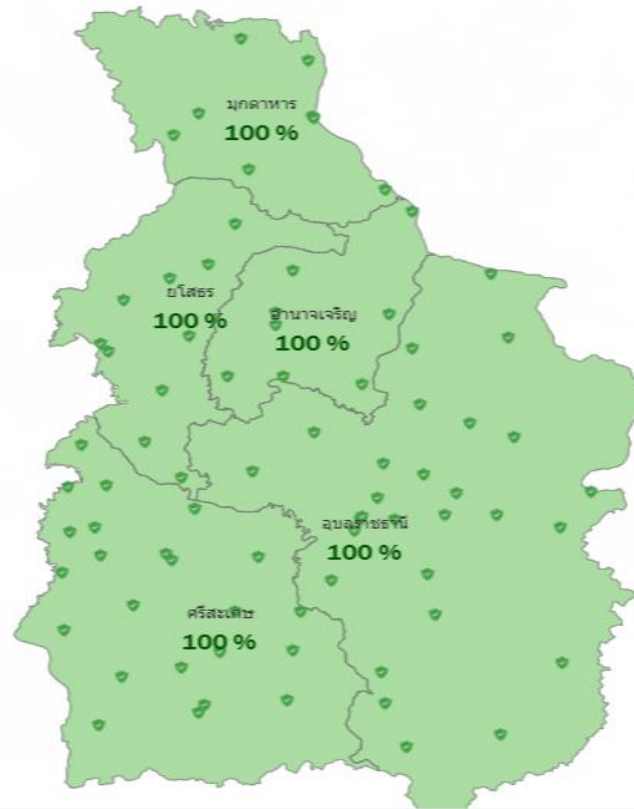 มุกดาหาร
100 %
ยโสธร
100 %
อำนาจเจริญ
100 %
อุบลราชธานี
100 %
ศรีสะเกษ
100 %